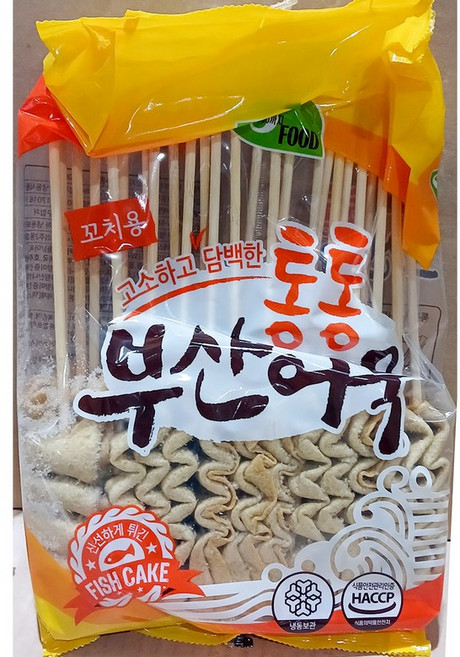 FOOD
꼬치용
고소하고 담백한
통통
부산어묵
신선하게 튀긴
FISH CAKE
냉동보관
식품안전관리인증
HACCP
식품의약품안전처